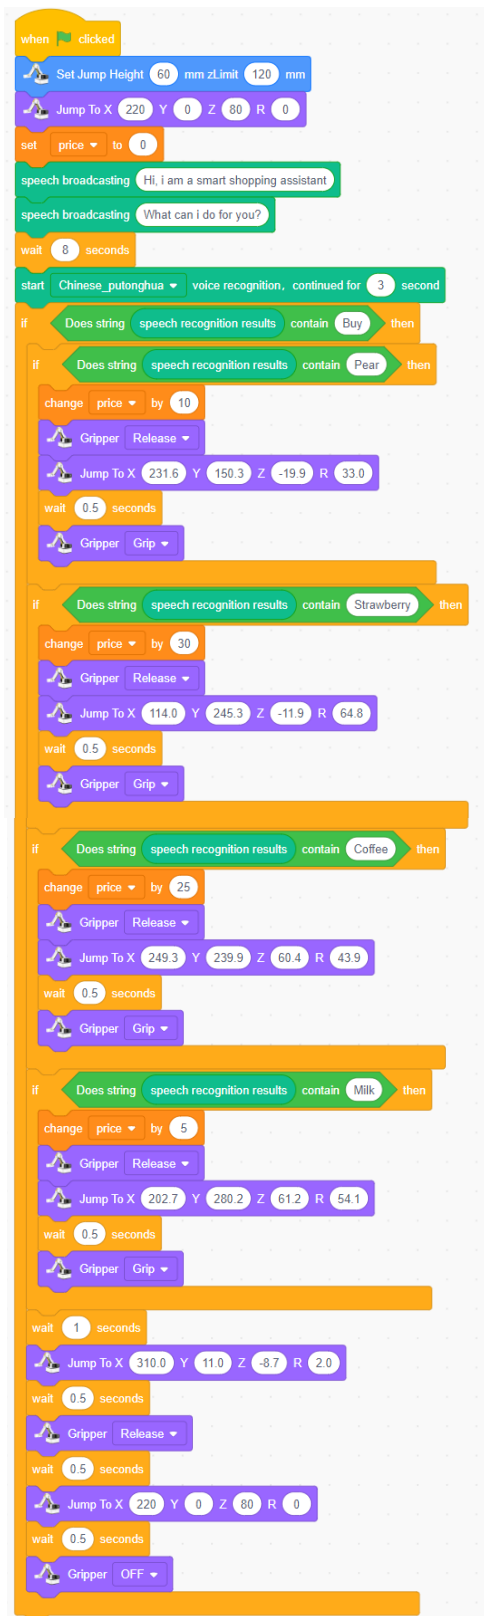 when clicked
Set Jump Height 60 mm zLimit 120 mm
Jump To X 220 Y 0 Z 80 R 0
set price to 0
speech broadcasting Hi, i am a smart shopping assistant
speech broadcasting What can i do for you?
wait 8 seconds
start Chinese_putonghua voice recognition, continued for 3 second
if Does string speech recognition results contain Buy then
if Does string speech recognition results contain Pear then
change price by 10
Gripper Release
Jump To X 231.6 Y 150.3 Z -19.9 R 33.0
wait 0.5 seconds
Gripper Grip
if Does string speech recognition results contain Strawberry then
change price by 30
Gripper Release
Jump To X 114.0 Y 245.3 Z -11.9 R 64.8
wait 0.5 seconds
Gripper Grip
if Does string speech recognition results contain Coffee then
change price by 25
Gripper Release
Jump To X 249.3 Y 239.9 Z 60.4 R 43.9
wait 0.5 seconds
Gripper Grip
if Does string speech recognition results contain Milk then
change price by 5
Gripper Release
Jump To X 202.7 Y 280.2 Z 61.2 R 54.1
wait 0.5 seconds
Gripper Grip
wait 1 seconds
Jump To X 310.0 Y 11.0 Z -8.7 R 2.0
wait 0.5 seconds
Gripper Release
wait 0.5 seconds
Jump To X 220 Y 0 Z 80 R 0
wait 0.5 seconds
Gripper OFF